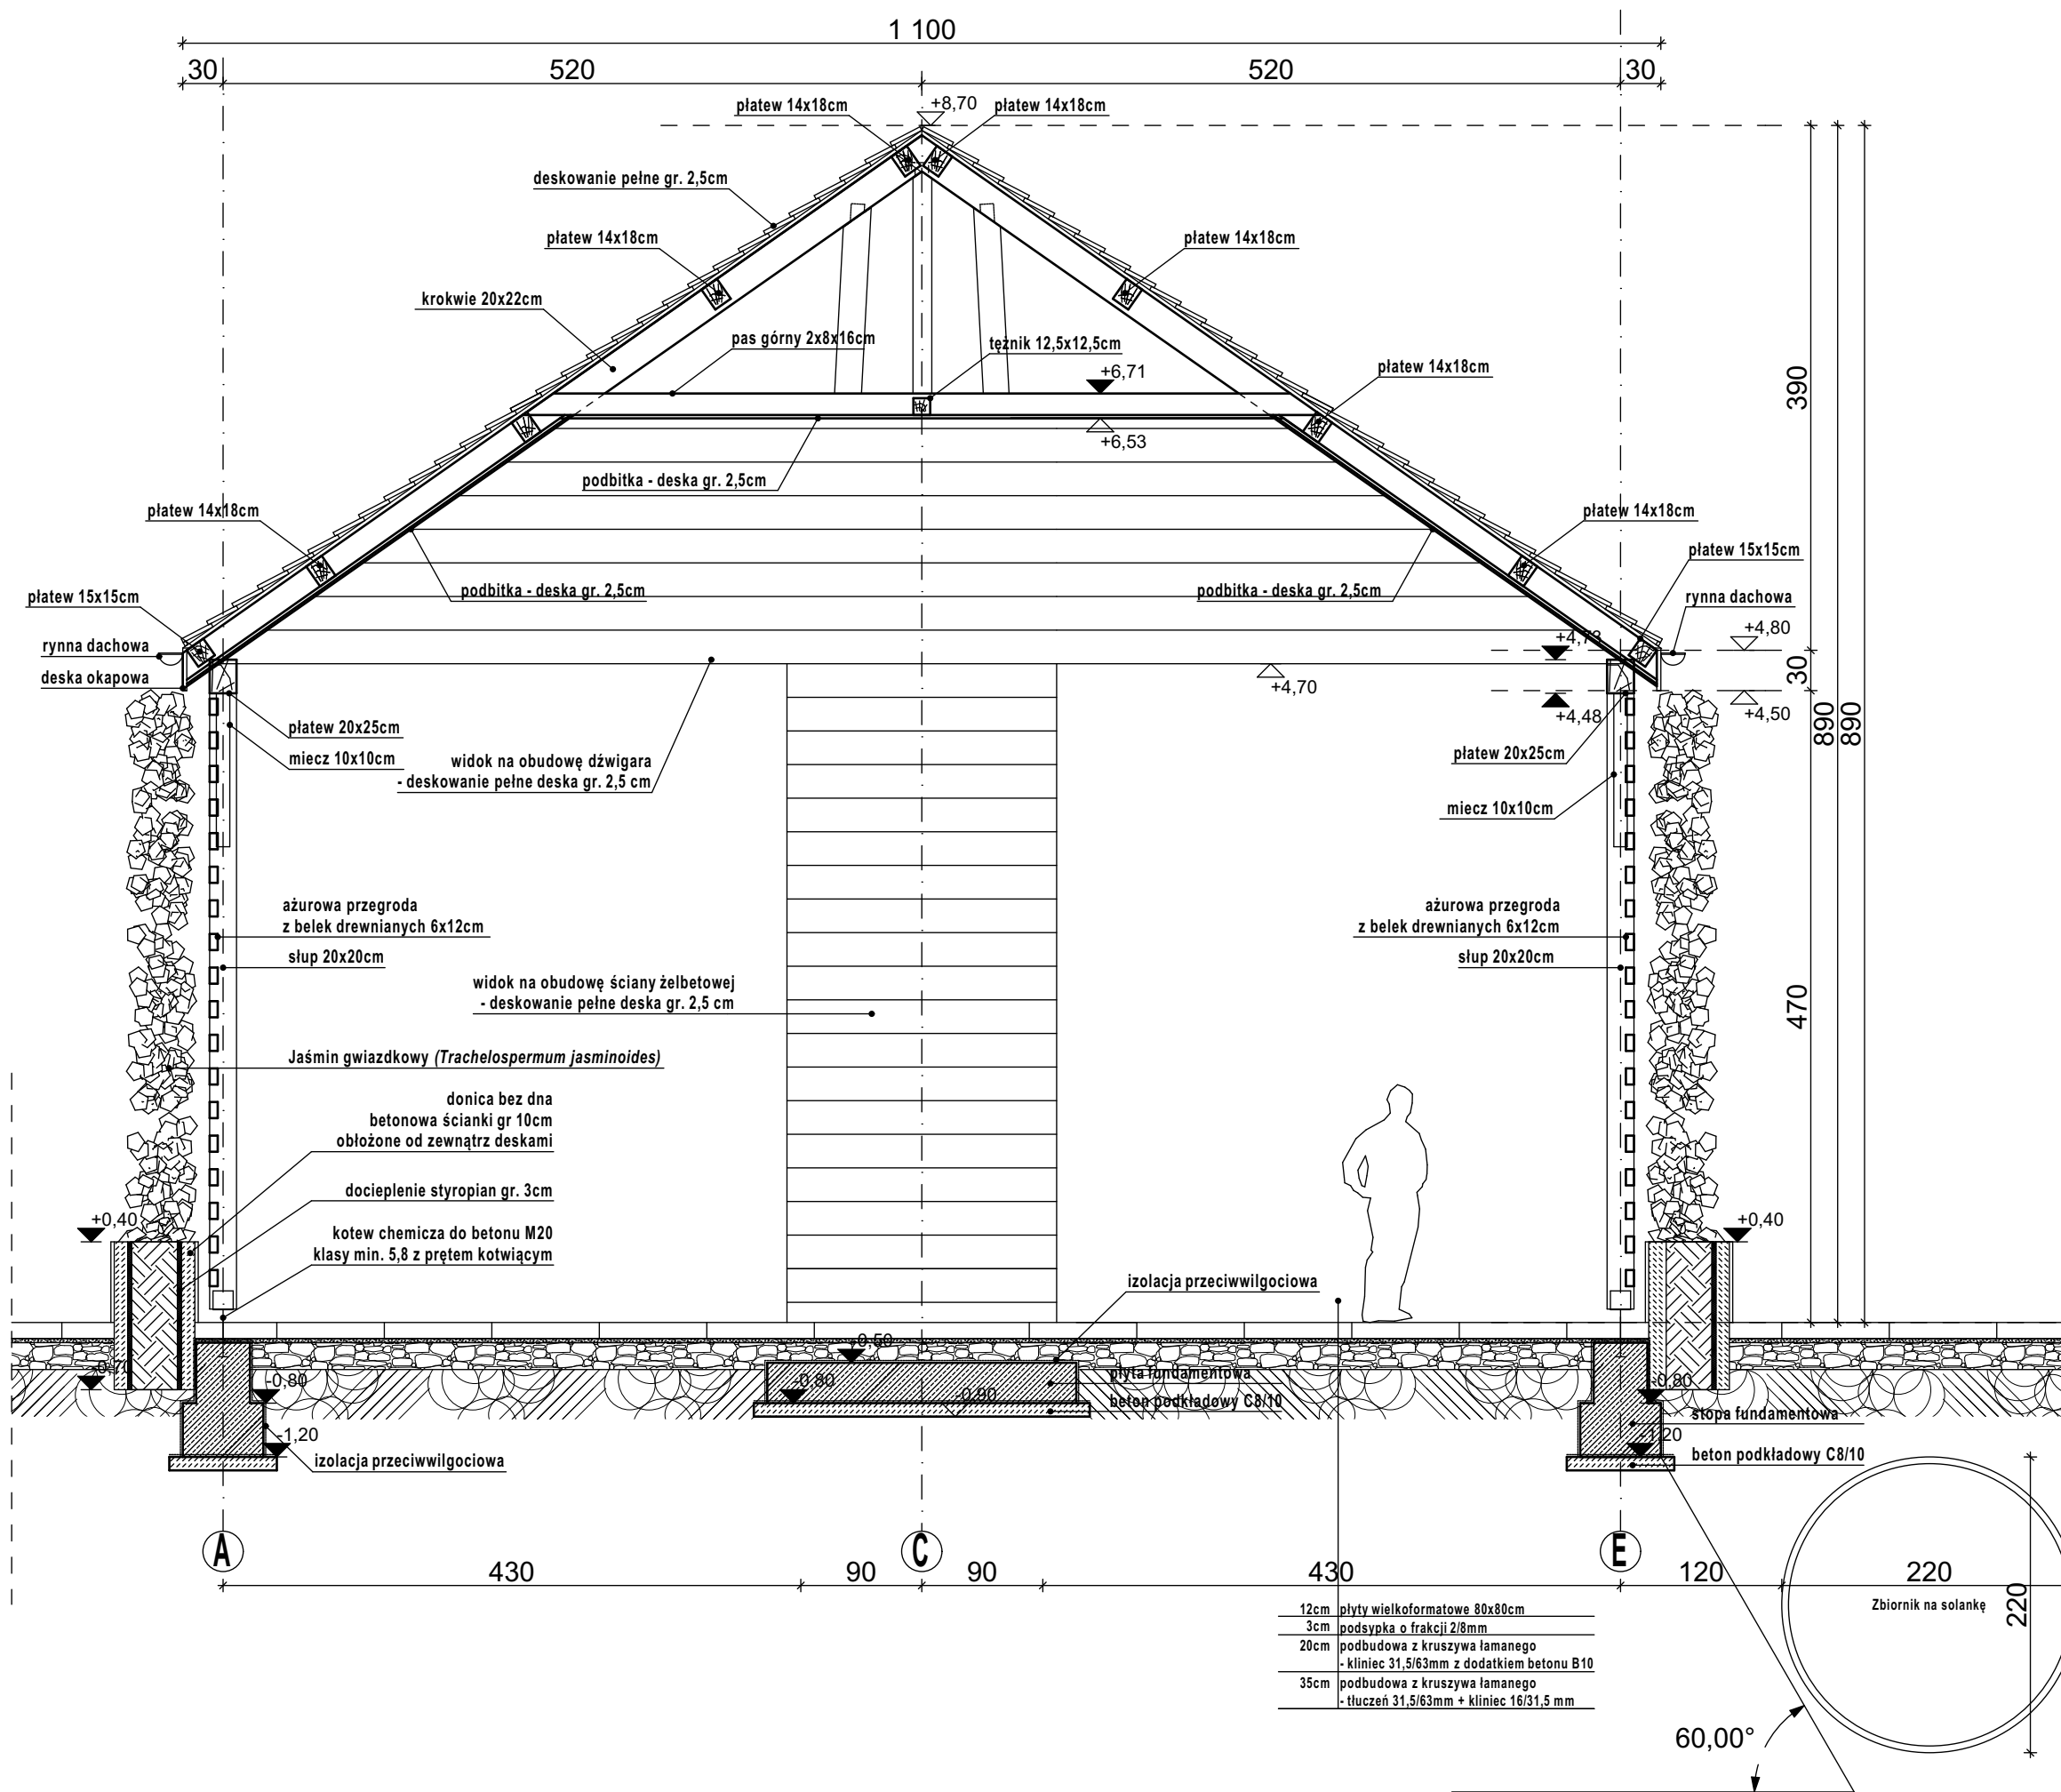 1 100
30
520
520
30
płatew 14x18cm
+8,70
płatew 14x18cm
deskowanie pełne gr. 2,5cm
płatew 14x18cm
płatew 14x18cm
krokwie 20x22cm
pas górny 2x8x16cm
tężnik 12,5x12,5cm
+6,71
płatew 14x18cm
390
+6,53
podbitka - deska gr. 2,5cm
płatew 14x18cm
płatew 14x18cm
płatew 15x15cm
podbitka - deska gr. 2,5cm
podbitka - deska gr. 2,5cm
płatew 15x15cm
rynna dachowa
rynna dachowa
+4,73
+4,80
deska okapowa
+4,70
30
+4,48
+4,50
890
890
płatew 20x25cm
miecz 10x10cm
widok na obudowę dźwigara
- deskowanie pełne deska gr. 2,5 cm
płatew 20x25cm
miecz 10x10cm
ażurowa przegroda
z belek drewnianych 6x12cm
ażurowa przegroda
z belek drewnianych 6x12cm
słup 20x20cm
słup 20x20cm
widok na obudowę ściany żelbetowej
- deskowanie pełne deska gr. 2,5 cm
470
Jaśmin gwiazdkowy (Trachelospermum jasminoides)
donica bez dna
betonowa ścianki gr 10cm
obłożone od zewnątrz deskami
docieplenie styropian gr. 3cm
+0,40
+0,40
kotew chemicza do betonu M20
klasy min. 5,8 z prętem kotwiącym
izolacja przeciwwilgociowa
-0,50
-0,70
-0,80
-0,80
płyta fundamentowa
-0,80
-0,90
beton podkładowy C8/10
stopa fundamentowa
-1,20
-1,20
izolacja przeciwwilgociowa
beton podkładowy C8/10
A
C
E
430
90
90
430
120
220
12cm płyty wielkoformatowe 80x80cm
3cm podsypka o frakcji 2/8mm
20cm podbudowa z kruszywa łamanego
- kliniec 31,5/63mm z dodatkiem betonu B10
35cm podbudowa z kruszywa łamanego
- tłuczeń 31,5/63mm + kliniec 16/31,5 mm
Zbiornik na solankę
220
60,00°